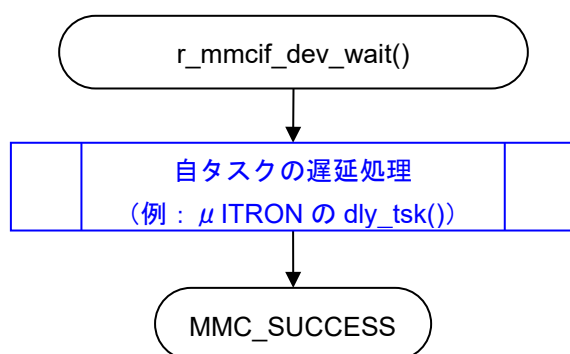 r_mmcif_dev_wait()
自タスクの遅延処理
（例：μITRON の dly_tsk()）
MMC_SUCCESS